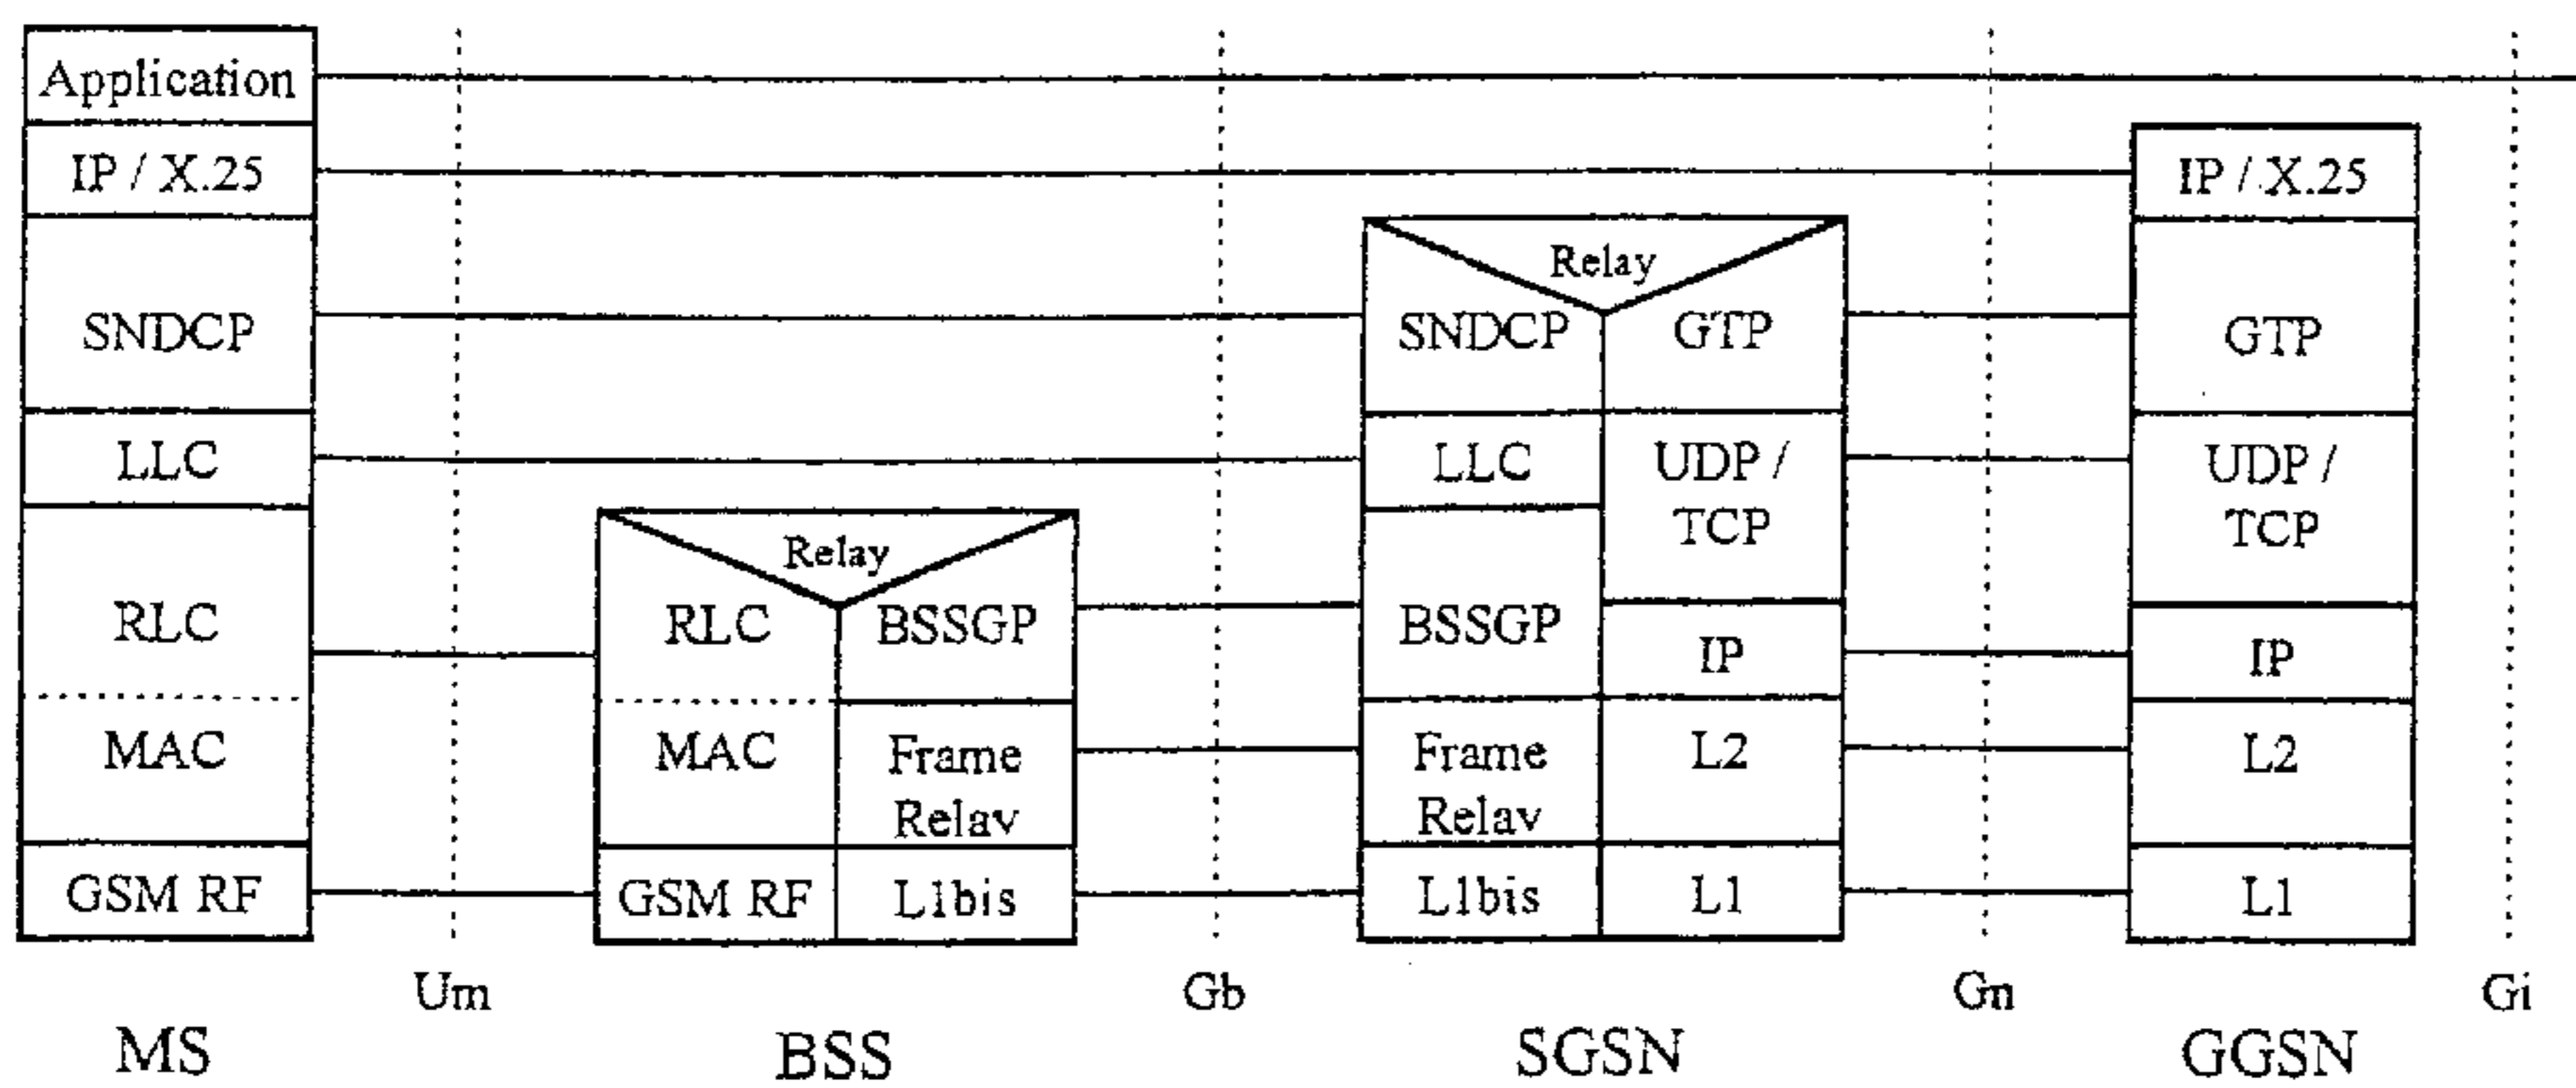 Application
IP / X.25
SNDCP
LLC
RLC
MAC
GSM RF
MS
Um
Relay
RLC
BSSGP
MAC
Frame
Relav
GSM RF
L1bis
BSS
Gb
Relay
SNDCP
GTP
LLC
UDP /
TCP
BSSGP
IP
Frame
Relav
L2
L1bis
L1
SGSN
Gn
IP / X.25
GTP
UDP /
TCP
IP
L2
L1
GGSN
Gi